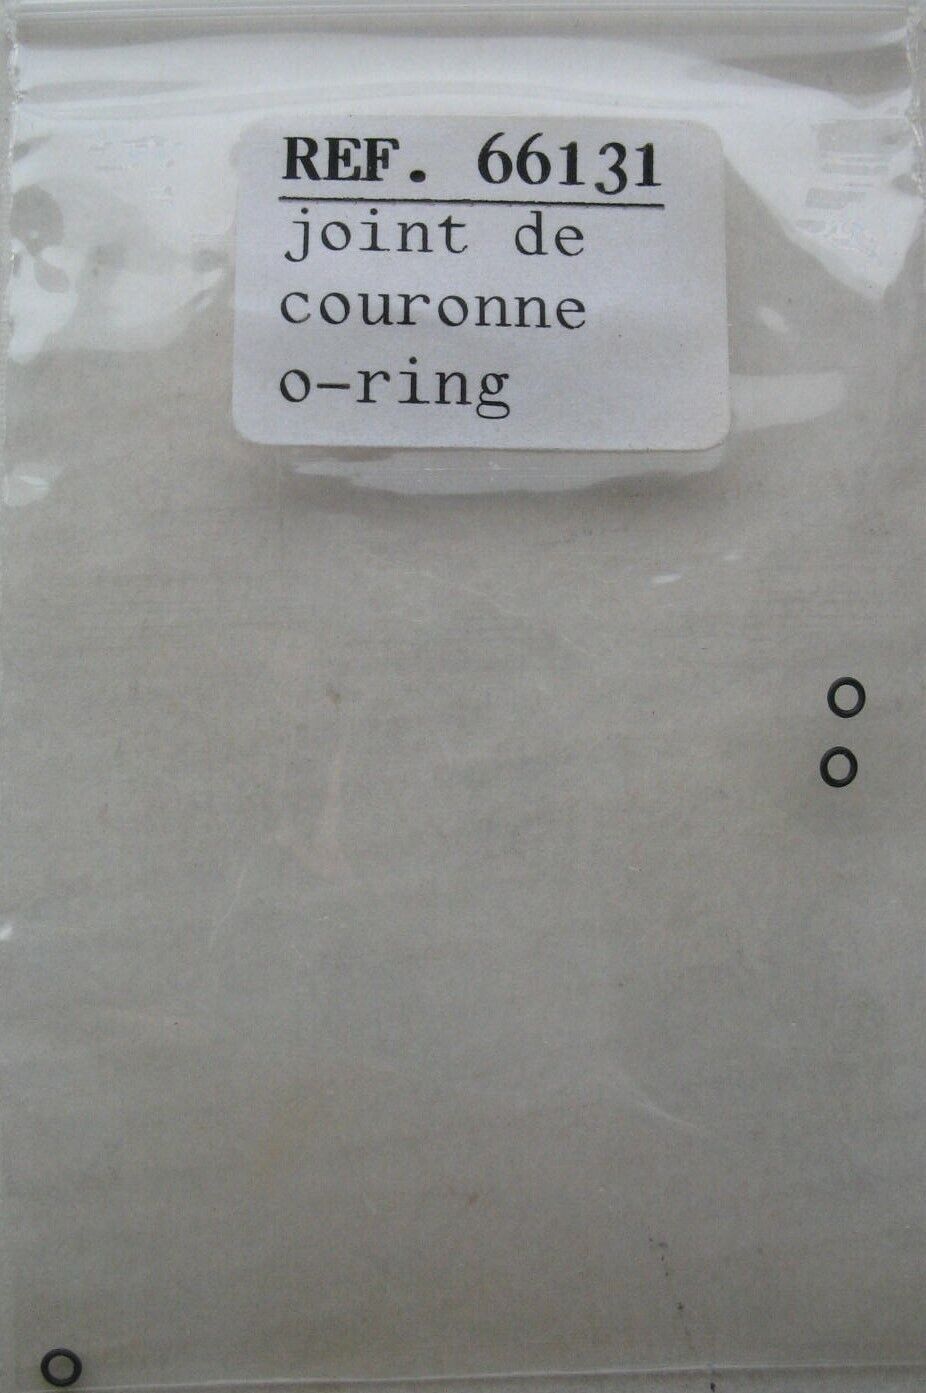 REF. 66131
joint de
couronne
o-ring